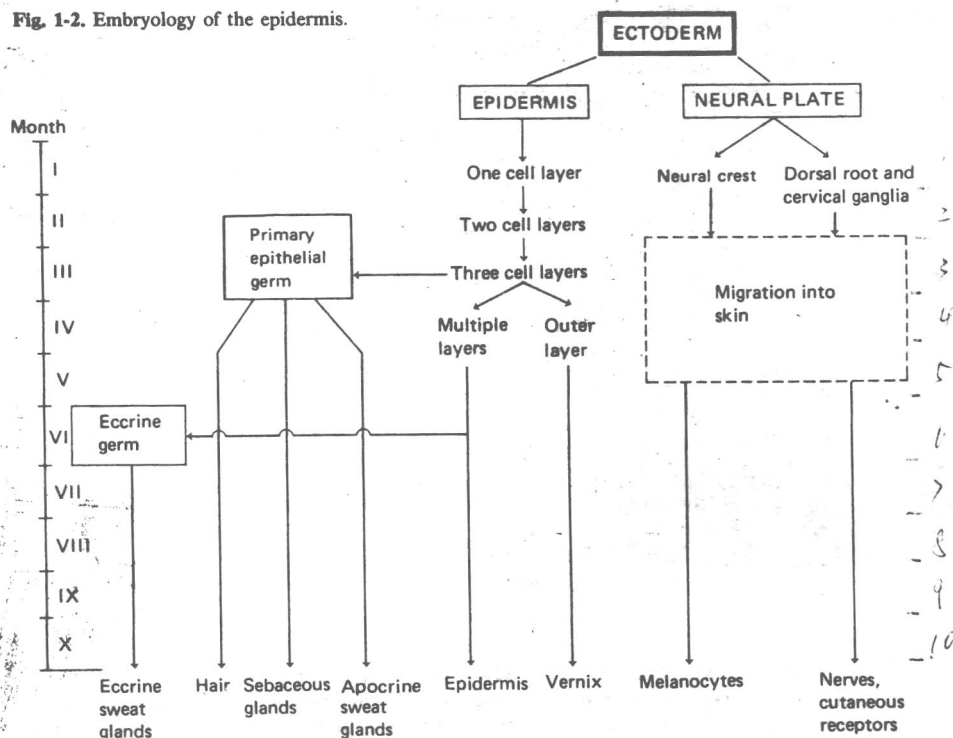 Fig. 1-2. Embryology of the epidermis.
ECTODERM
EPIDERMIS
NEURAL PLATE
Month
I
II
III
IV
V
VI
VII
VIII
IX
X
One cell layer
Two cell layers
Three cell layers
Neural crest
Dorsal root and
cervical ganglia
Primary
epithelial
germ
Migration into
skin
Multiple
layers
Outer
layer
Eccrine
germ
Eccrine
sweat
glands
Hair
Sebaceous
glands
Apocrine
sweat
glands
Epidermis
Vernix
Melanocytes
Nerves,
cutaneous
receptors
2
3
4
5
7
8
9
10